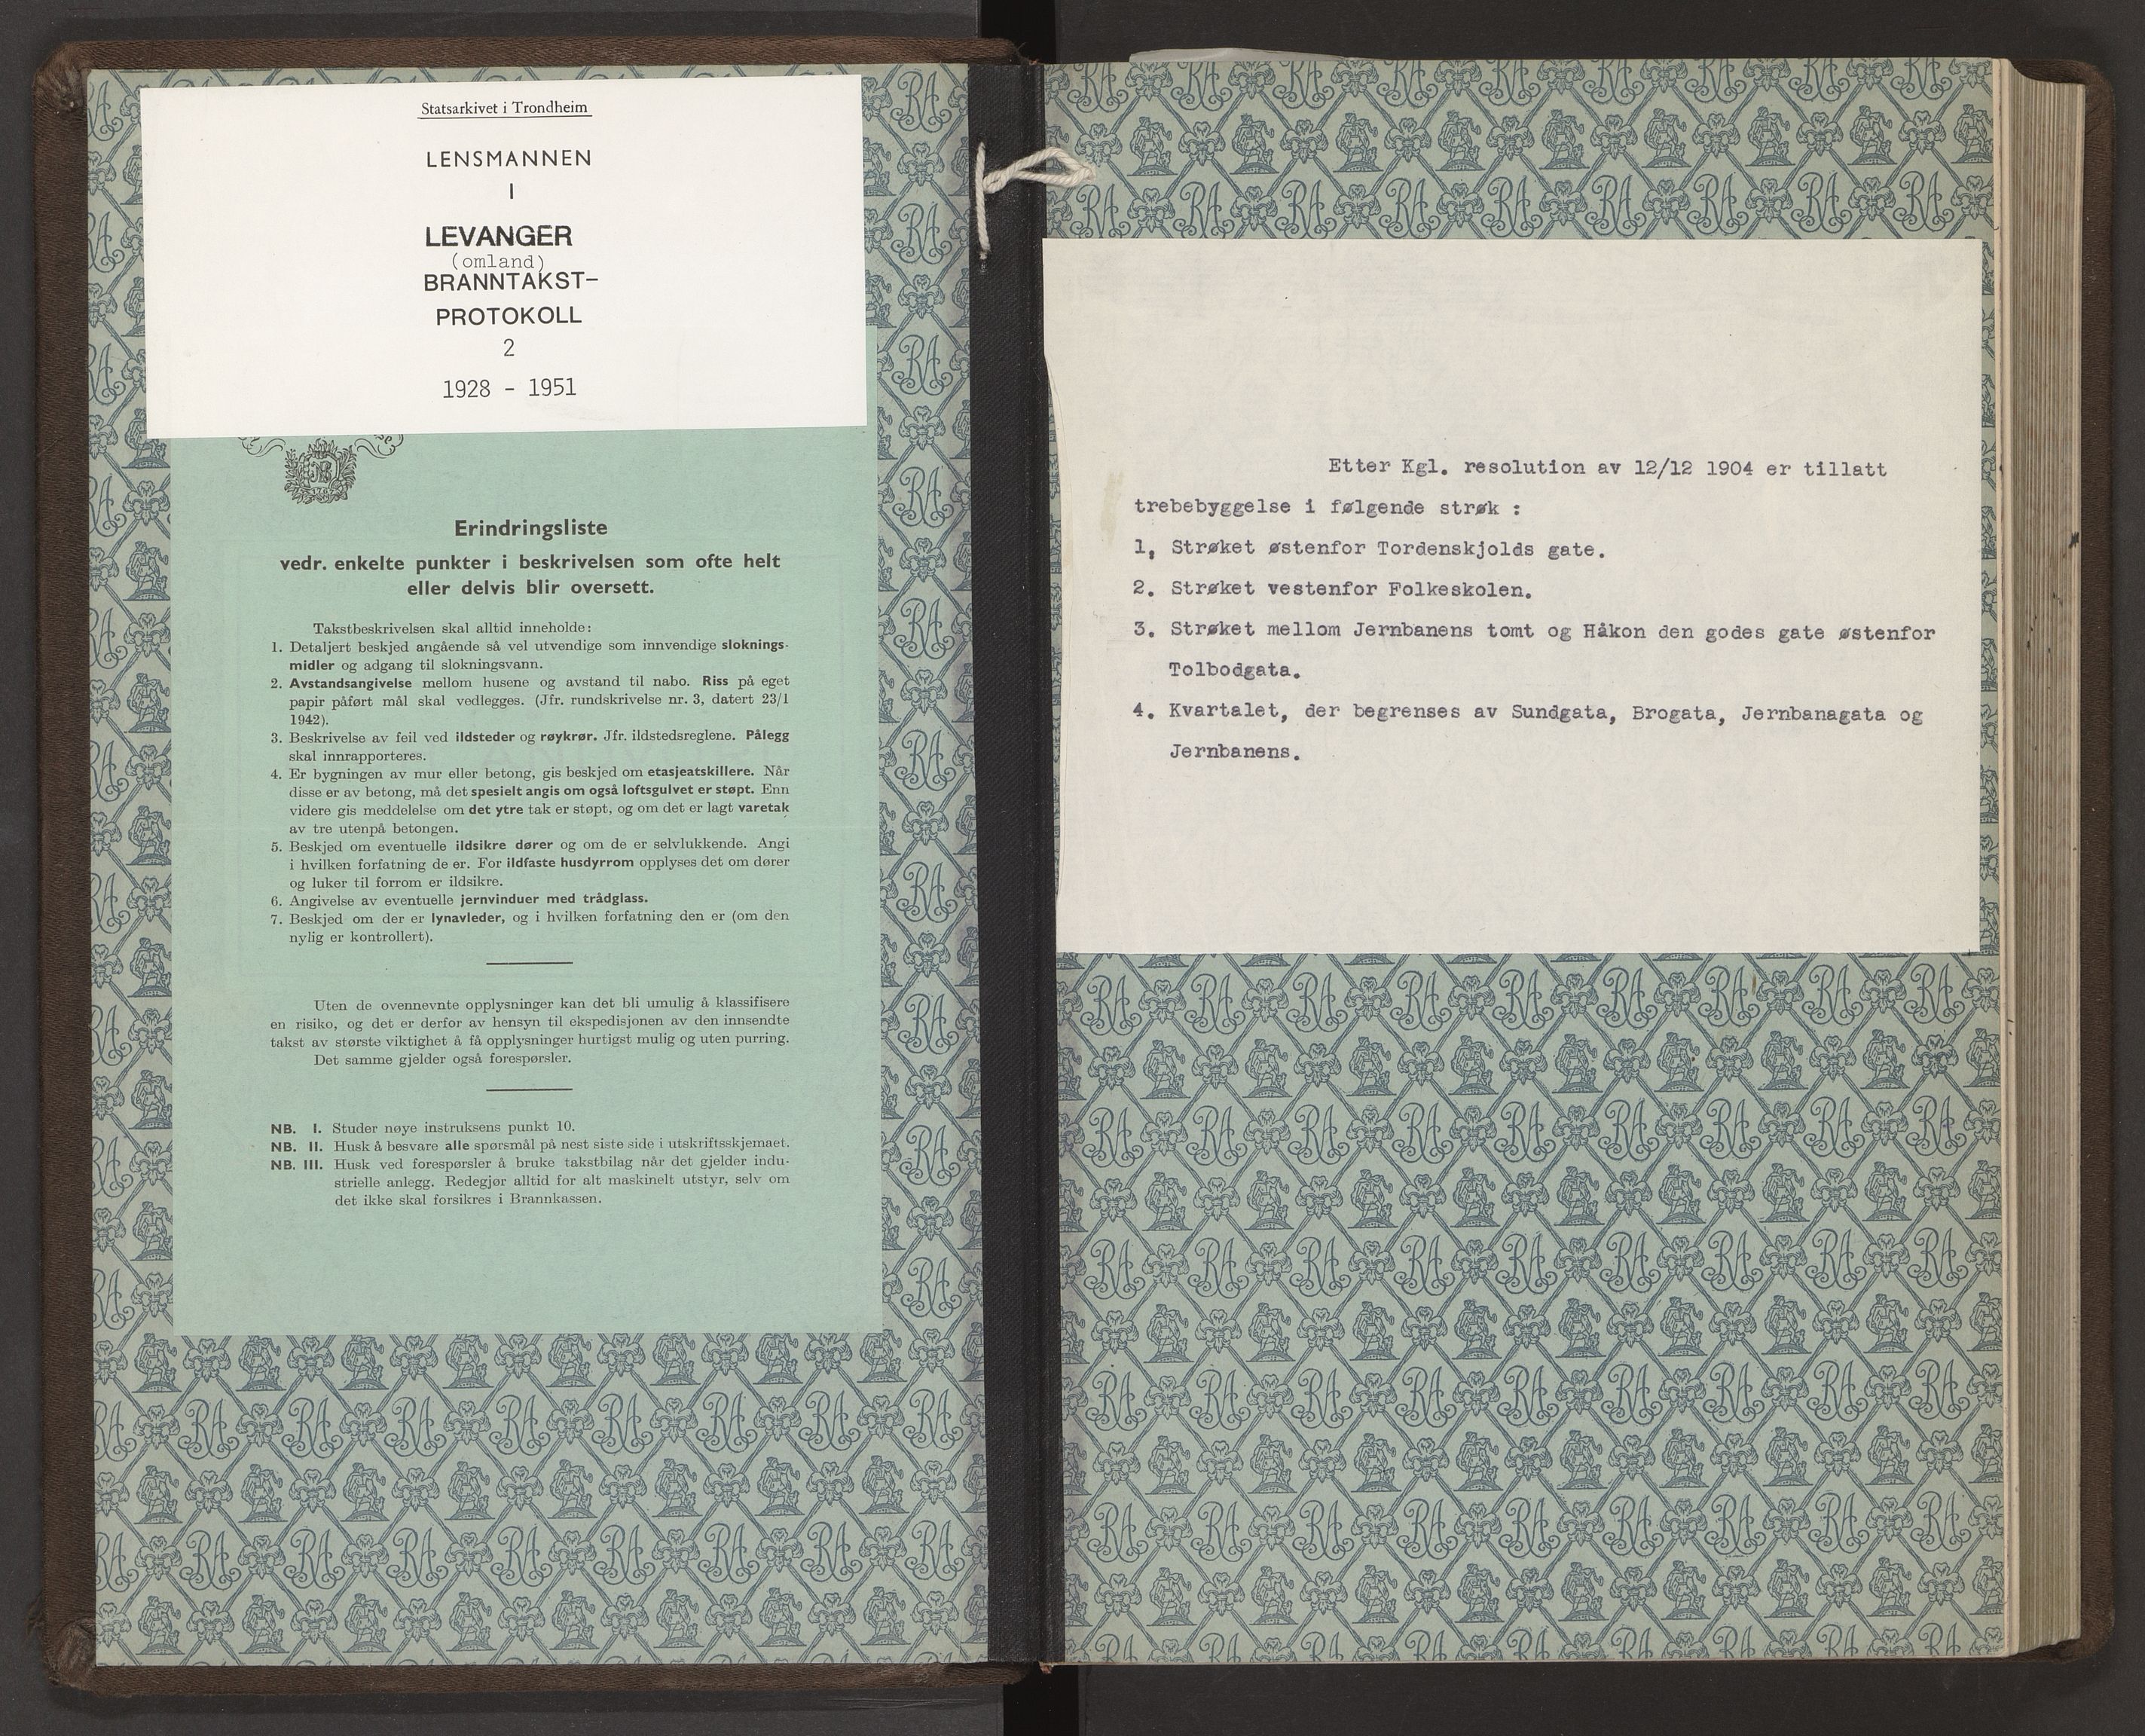 Statsarkivet i Trondheim
LENSMANNEN
I
LEVANGER
(omland)
BRANNTAKST-
PROTOKOLL
2
1928 - 1951
Erindringsliste
vedr. enkelte punkter i beskrivelsen som ofte helt
eller delvis blir oversett.
Takstbeskrivelsen skal alltid inneholde:
1. Detaljert beskjed angående så vel utvendige som innvendige sloknings-
midler og adgang til slokningsvann.
2. Avstandsangivelse mellom husene og avstand til nabo. Riss på eget
papir påført mål skal vedlegges. (Jfr. rundskrivelse nr. 3, datert 23/1
1942).
3. Beskrivelse av feil ved ildsteder og røykrør. Jfr. ildstedsreglene. Pålegg
skal innrapporteres.
4. Er bygningen av mur eller betong, gis beskjed om etasjeatskillere. Når
disse er av betong, må det spesielt angis om også loftsgulvet er støpt. Enn
videre gis meddelelse om det ytre tak er støpt, og om det er lagt varetak
av tre utenpå betongen.
5. Beskjed om eventuelle ildsikre dører og om de er selvlukkende. Angi
i hvilken forfatning de er. For ildfaste husdyrrom opplyses det om dører
og luker til forrom er ildsikre.
6. Angivelse av eventuelle jernvinduer med trådglass.
7. Beskjed om der er lynavleder, og i hvilken forfatning den er (om den
nylig er kontrollert).
Uten de ovennevnte opplysninger kan det bli umulig å klassifisere
en risiko, og det er derfor av hensyn til ekspedisjonen av den innsendte
takst av største viktighet å få opplysninger hurtigst mulig og uten purring.
Det samme gjelder også forespørsler.
NB. I. Studer nøye instruksens punkt 10.
NB. II. Husk å besvare alle spørsmål på nest siste side i utskriftsskjemaet.
NB. III. Husk ved forespørsler å bruke takstbilag når det gjelder indu-
strielle anlegg. Redegjør alltid for alt maskinelt utstyr, selv om
det ikke skal forsikres i Brannkassen.
Etter Kgl. resolution av 12/12 1904 er tillatt
trebebyggelse i følgende strøk :
1, Strøket østenfor Tordenskjolds gate.
2. Strøket vestenfor Folkeskolen.
3. Strøket mellom Jernbanens tomt og Håkon den godes gate østenfor
Tolbodgata.
4. Kvartalet, der begrenses av Sundgata, Brogata, Jernbanagata og
Jernbanens.